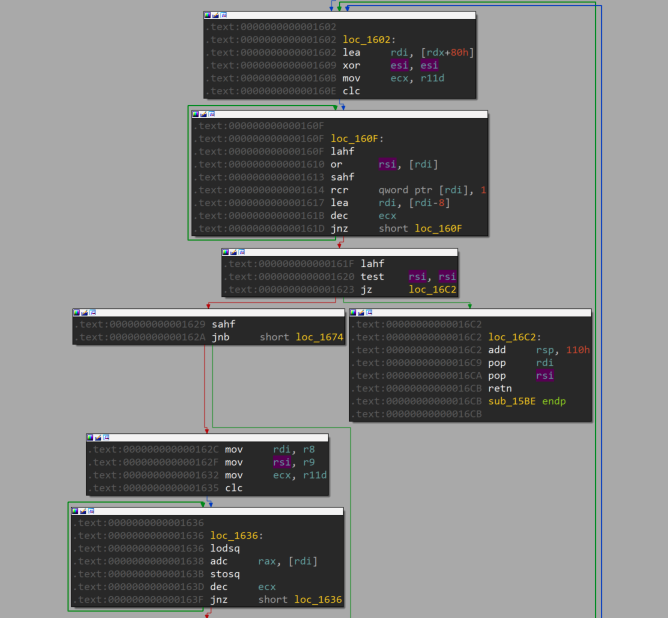 .text:0000000000001602
.text:0000000000001602 loc_1602:
.text:0000000000001602 lea rdi, [rdx+80h]
.text:0000000000001609 xor esi, esi
.text:000000000000160B mov ecx, r11d
.text:000000000000160E clc
.text:000000000000160F
.text:000000000000160F loc_160F:
.text:000000000000160F lahf
.text:0000000000001610 or rsi, [rdi]
.text:0000000000001613 sahf
.text:0000000000001614 rcr qword ptr [rdi], 1
.text:0000000000001617 lea rdi, [rdi-8]
.text:000000000000161B dec ecx
.text:000000000000161D jnz short loc_160F
.text:000000000000161F lahf
.text:0000000000001620 test rsi, rsi
.text:0000000000001623 jz loc_16C2
.text:0000000000001629 sahf
.text:000000000000162A jnb short loc_1674
.text:00000000000016C2
.text:00000000000016C2 loc_16C2:
.text:00000000000016C2 add rsp, 110h
.text:00000000000016C9 pop rdi
.text:00000000000016CA pop rsi
.text:00000000000016CB retn
.text:00000000000016CB sub_15BE endp
.text:00000000000016CB
.text:000000000000162C mov rdi, r8
.text:000000000000162F mov rsi, r9
.text:0000000000001632 mov ecx, r11d
.text:0000000000001635 clc
.text:0000000000001636
.text:0000000000001636 loc_1636:
.text:0000000000001636 lodsq
.text:0000000000001638 adc rax, [rdi]
.text:000000000000163B stosq
.text:000000000000163D dec ecx
.text:000000000000163F jnz short loc_1636